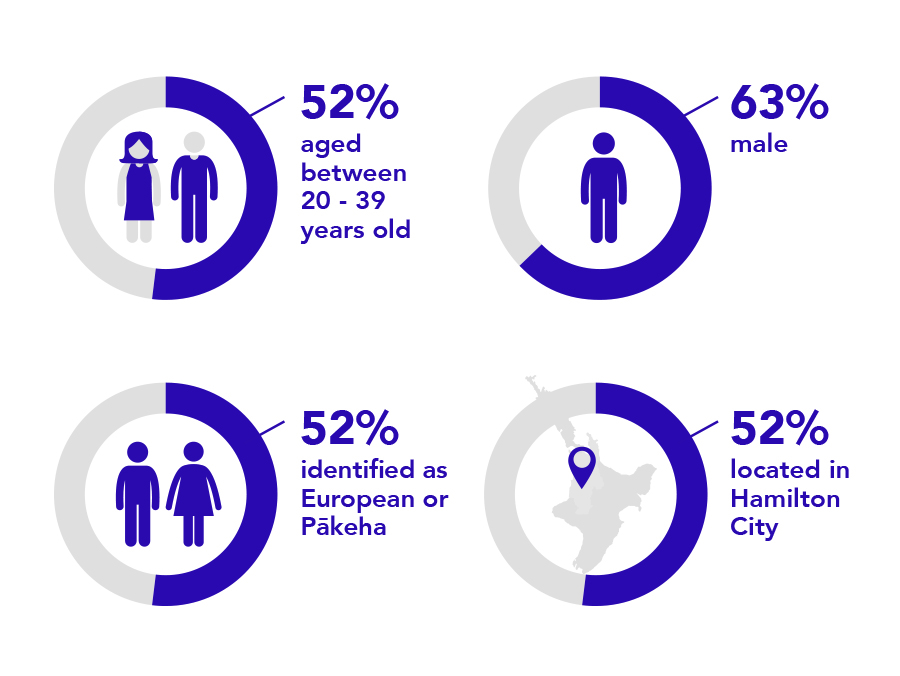 52%
aged
between
20 - 39
years old
63%
male
52%
identified as
European or
Pākeha
52%
located in
Hamilton
City